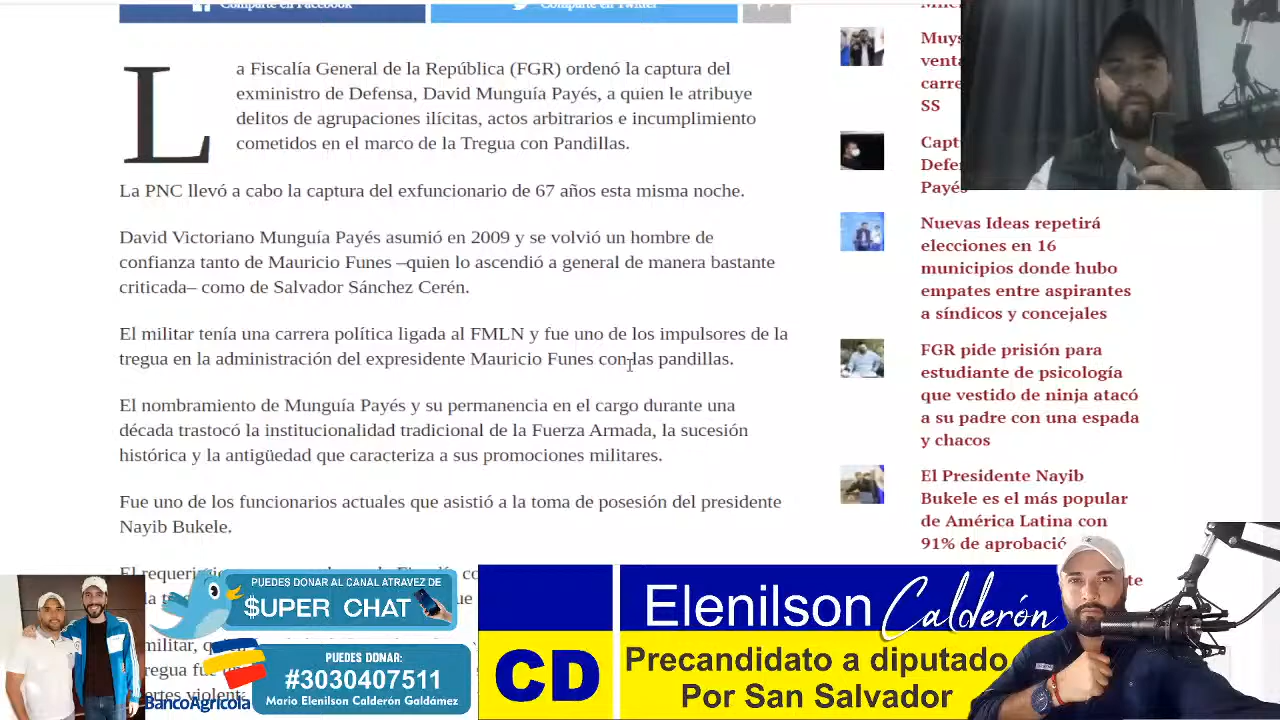 Comparte en Facebook
Comparte en Twitter
La Fiscalía General de la República (FGR) ordenó la captura del
exministro de Defensa, David Munguía Payés, a quien le atribuye
delitos de agrupaciones ilícitas, actos arbitrarios e incumplimiento
cometidos en el marco de la Tregua con Pandillas.
La PNC llevó a cabo la captura del exfuncionario de 67 años esta misma noche.
David Victoriano Munguía Payés asumió en 2009 y se volvió un hombre de
confianza tanto de Mauricio Funes –quien lo ascendió a general de manera bastante
criticada– como de Salvador Sánchez Cerén.
El militar tenía una carrera política ligada al FMLN y fue uno de los impulsores de la
tregua en la administración del expresidente Mauricio Funes con las pandillas.
El nombramiento de Munguía Payés y su permanencia en el cargo durante una
década trastocó la institucionalidad tradicional de la Fuerza Armada, la sucesión
histórica y la antigüedad que caracteriza a sus promociones militares.
Fue uno de los funcionarios actuales que asistió a la toma de posesión del presidente
Nayib Bukele.
El
militar,
Muys
venta
carre
SS
Capt
Defe
Payés
Nuevas Ideas repetirá
elecciones en 16
municipios donde hubo
empates entre aspirantes
a síndicos y concejales
FGR pide prisión para
estudiante de psicología
que vestido de ninja atacó
a su padre con una espada
y chacos
El Presidente Nayib
Bukele es el más popular
de América Latina con
91% de aprobació
PUEDES DONAR AL CANAL ATRAVEZ DE
$UPER CHAT
PUEDES DONAR:
#3030407511
Mario Elenilson Calderón Galdámez
BancoAgrícola
Elenilson Calderón
CD
Precandidato a diputado
Por San Salvador